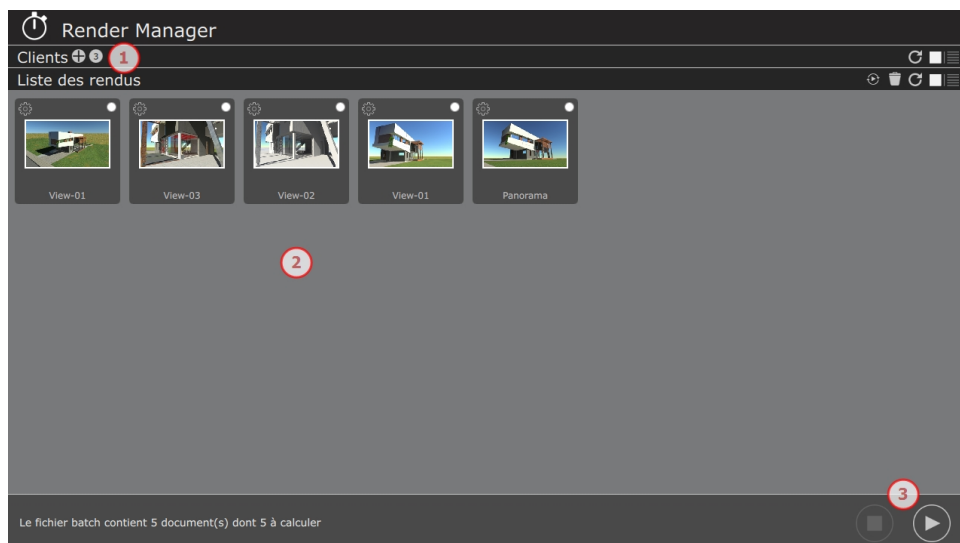 Render Manager
Clients 3 1
Liste des rendus
View-01 View-03 View-02 View-01 Panorama
2
3
Le fichier batch contient 5 document(s) dont 5 à calculer